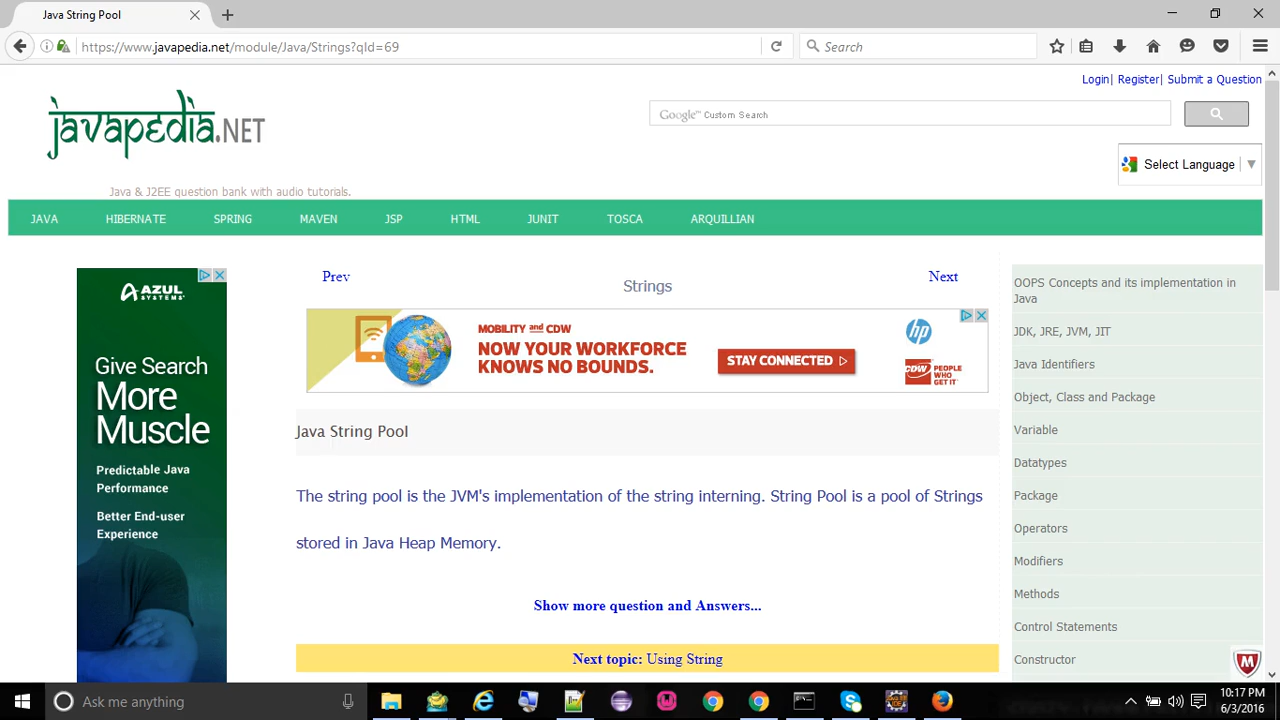 Java String Pool
https://www.javapedia.net/module/Java/Strings?qId=69
Search
Login| Register| Submit a Question
javapedia.NET
Google™ Custom Search
Select Language
Java & J2EE question bank with audio tutorials.
JAVA HIBERNATE SPRING MAVEN JSP HTML JUNIT TOSCA ARQUILLIAN
Prev
Strings
Next
AZUL
SYSTEMS
Give Search
More
Muscle
Predictable Java
Performance
Better End-user
Experience
MOBILITY and CDW
NOW YOUR WORKFORCE
KNOWS NO BOUNDS.
STAY CONNECTED
hp
CDW PEOPLE
WHO
GET IT
Java String Pool
The string pool is the JVM's implementation of the string interning. String Pool is a pool of Strings
stored in Java Heap Memory.
Show more question and Answers...
Next topic: Using String
OOPS Concepts and its implementation in
Java
JDK, JRE, JVM, JIT
Java Identifiers
Object, Class and Package
Variable
Datatypes
Package
Operators
Modifiers
Methods
Control Statements
Constructor
Ask me anything
10:17 PM
6/3/2016